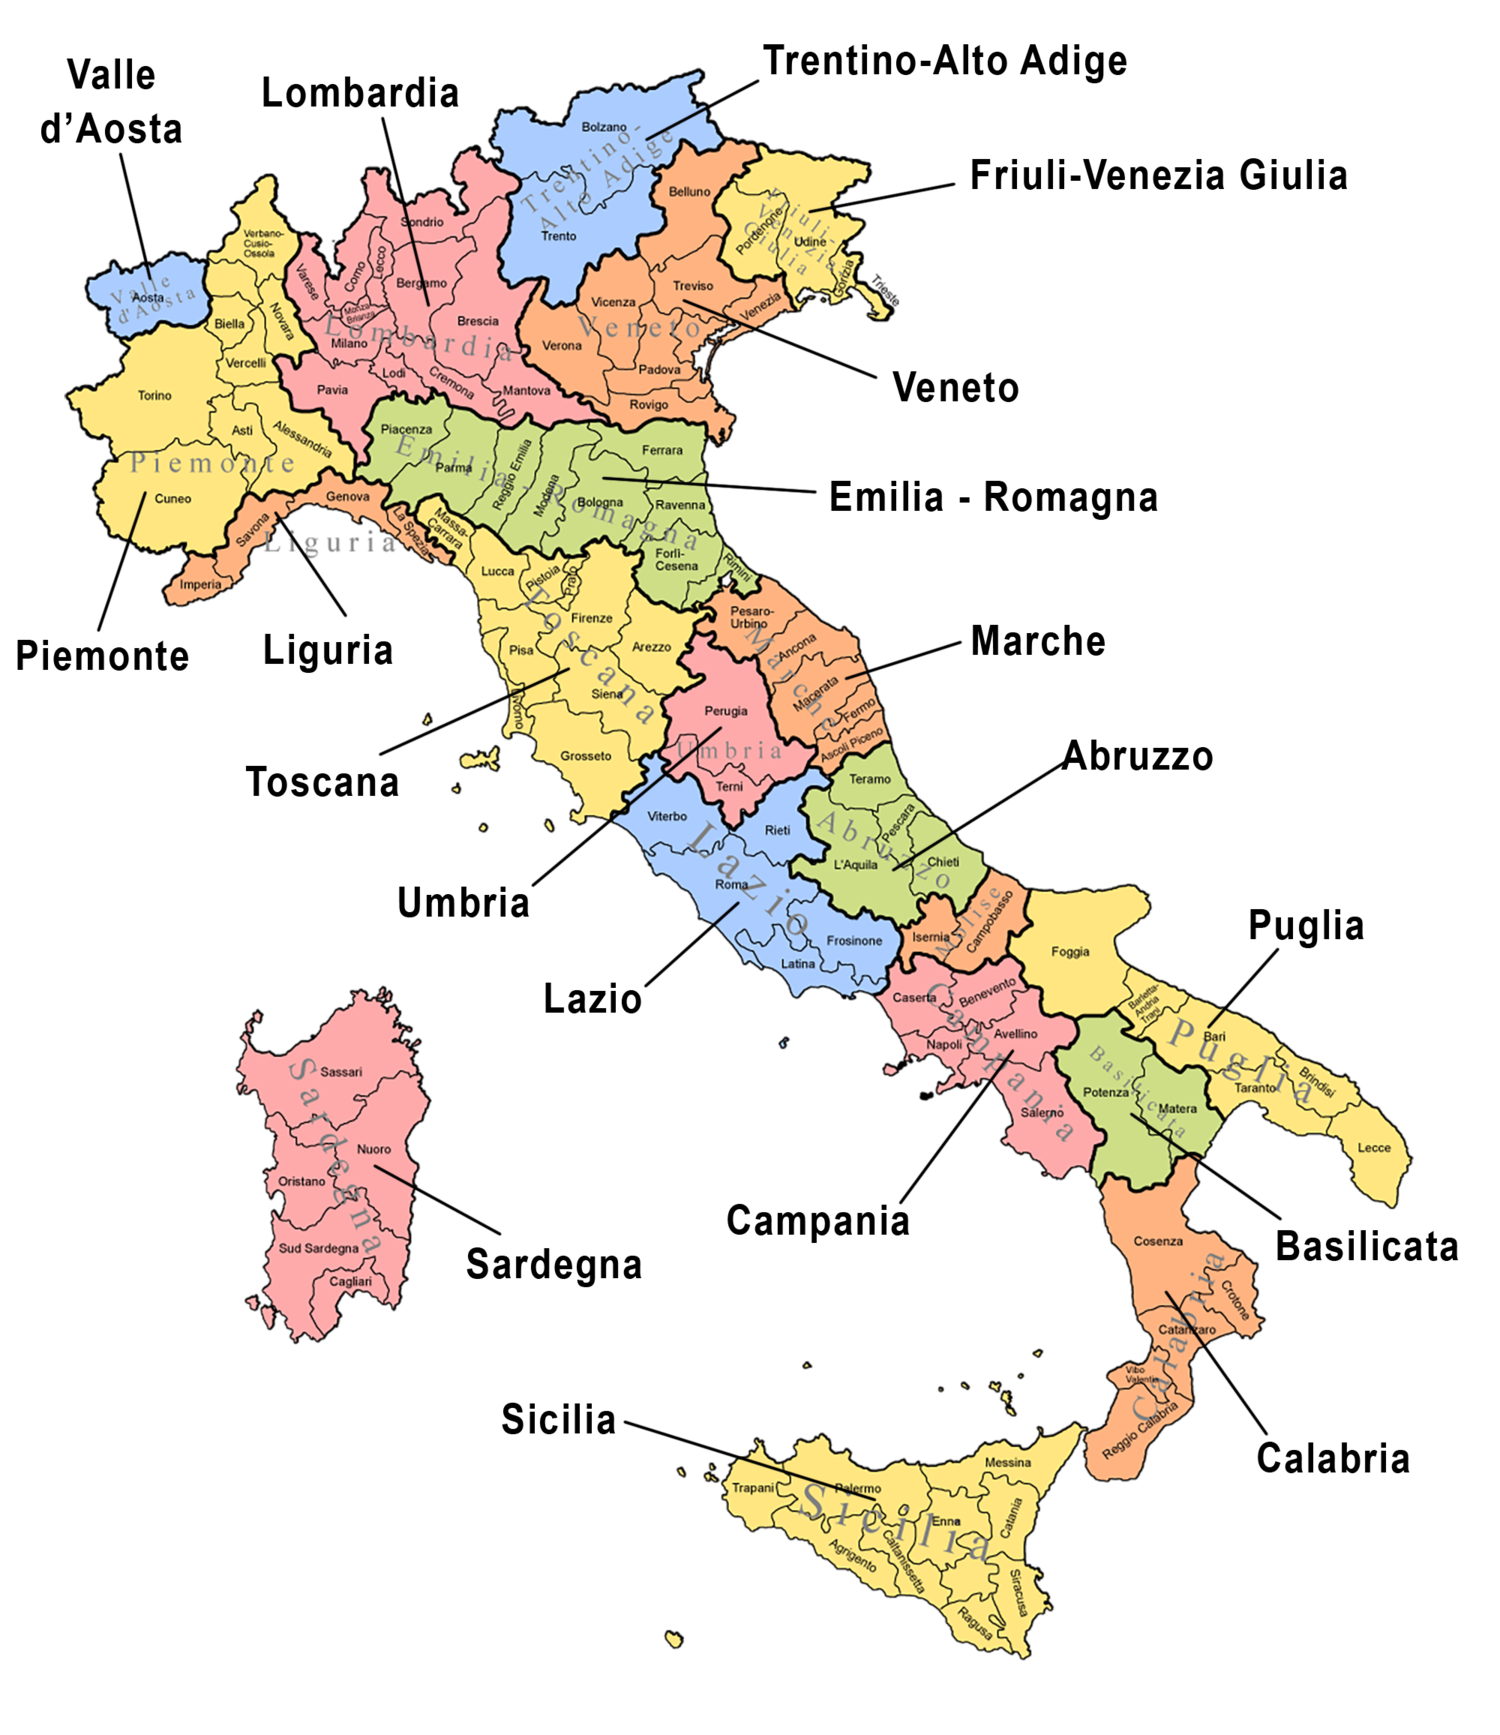 Trentino-Alto Adige
Valle
d’Aosta
Lombardia
Friuli-Venezia Giulia
Veneto
Emilia - Romagna
Piemonte
Liguria
Marche
Toscana
Abruzzo
Umbria
Lazio
Puglia
Campania
Basilicata
Sardegna
Sicilia
Calabria
Valle
d'Aosta
Aosta
Piemonte
Verbano-
Cusio-
Ossola
Biella
Novara
Vercelli
Torino
Asti
Alessandria
Cuneo
Liguria
Imperia
Savona
Genova
La Spezia
Lombardia
Sondrio
Varese
Como
Lecco
Monza
Brianza
Bergamo
Brescia
Milano
Lodi
Cremona
Pavia
Mantova
Trentino-
Alto Adige
Bolzano
Trento
Veneto
Belluno
Treviso
Vicenza
Venezia
Verona
Padova
Rovigo
Friuli-
Venezia
Giulia
Pordenone
Udine
Gorizia
Trieste
Emilia-Romagna
Piacenza
Parma
Reggio Emilia
Modena
Bologna
Ferrara
Ravenna
Forlì-
Cesena
Rimini
Toscana
Massa-
Carrara
Lucca
Pistoia
Prato
Firenze
Pisa
Arezzo
Livorno
Siena
Grosseto
Marche
Pesaro-
Urbino
Ancona
Macerata
Fermo
Ascoli Piceno
Umbria
Perugia
Terni
Lazio
Viterbo
Rieti
Roma
Frosinone
Latina
Abruzzo
Teramo
Pescara
L'Aquila
Chieti
Molise
Isernia
Campobasso
Campania
Caserta
Benevento
Napoli
Avellino
Salerno
Puglia
Foggia
Barletta-
Andria
Trani
Bari
Taranto
Brindisi
Lecce
Basilicata
Potenza
Matera
Calabria
Cosenza
Crotone
Catanzaro
Vibo
Valentia
Reggio Calabria
Sardegna
Sassari
Nuoro
Oristano
Sud Sardegna
Cagliari
Sicilia
Trapani
Palermo
Messina
Enna
Catania
Agrigento
Caltanissetta
Siracusa
Ragusa